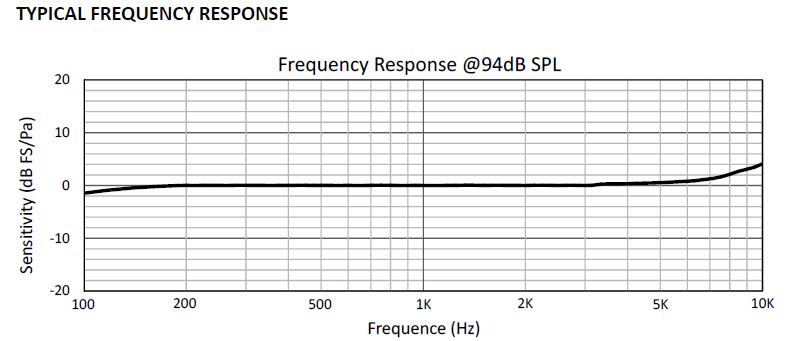 TYPICAL FREQUENCY RESPONSE
Frequency Response @94dB SPL
Sensitivity (dB FS/Pa)
20
10
0
-10
-20
100 200 500 1K 2K 5K 10K
Frequence (Hz)